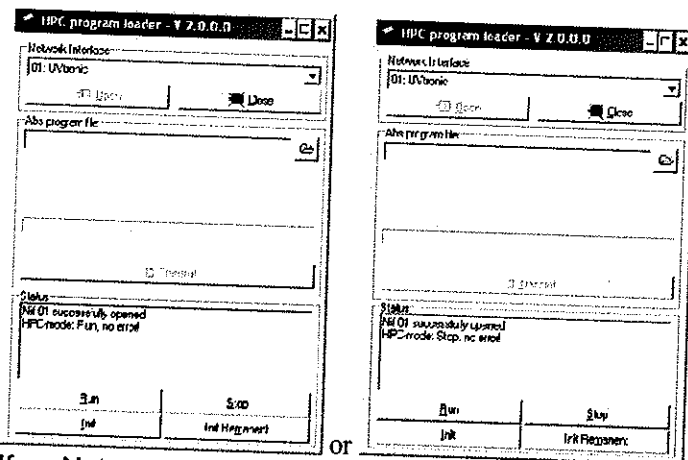 HPC program loader - V 2.0.0.0
Network Interface
01: UVtronic
Open
Close
Abs program file
Transmit
Status
Nif 01 successfully opened
HPC-mode: Run, no error
Run
Stop
Init
Init Remanent
or
HPC program loader - V 2.0.0.0
Network Interface
01: UVtronic
Open
Close
Abs program file
Transmit
Status
Nif 01 successfully opened
HPC-mode: Stop, no error
Run
Stop
Init
Init Remanent